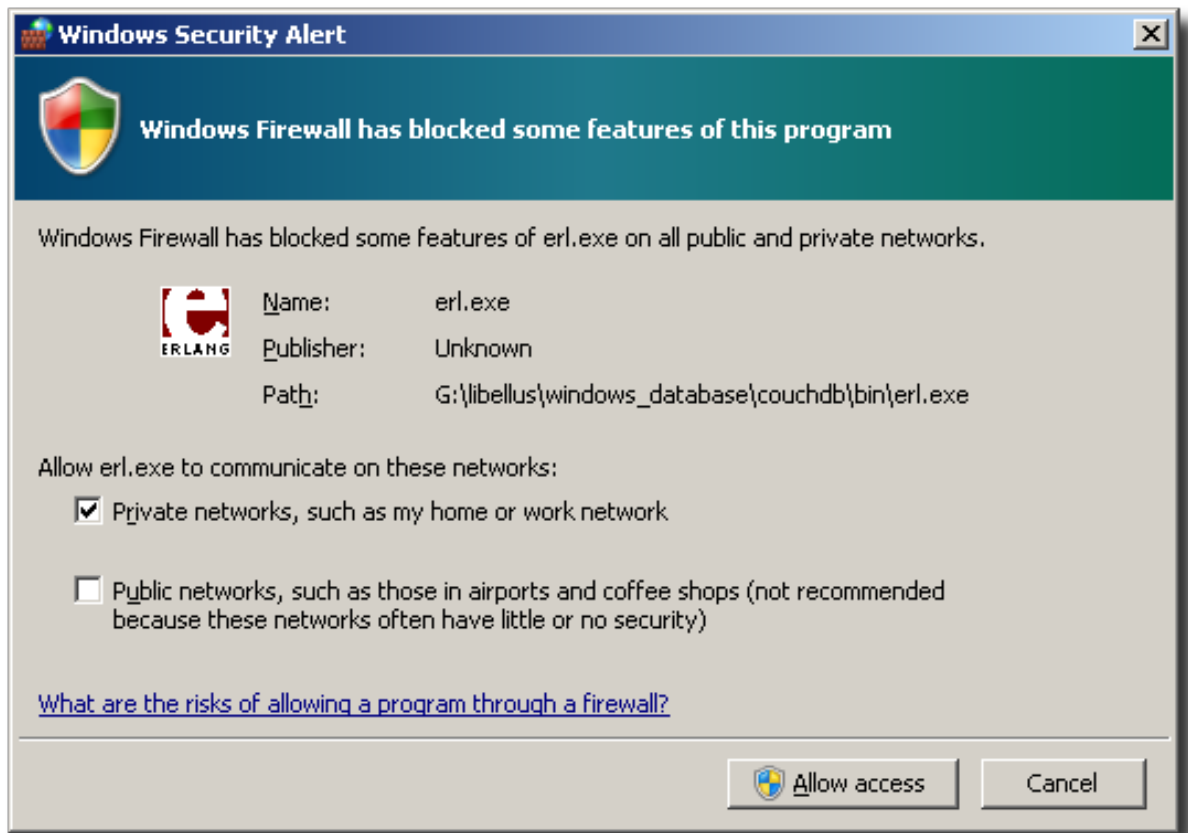 Windows Security Alert
Windows Firewall has blocked some features of this program
Windows Firewall has blocked some features of erl.exe on all public and private networks.
e
ERLANG
Name: erl.exe
Publisher: Unknown
Path: G:\libellus\windows_database\couchdb\bin\erl.exe
Allow erl.exe to communicate on these networks:
Private networks, such as my home or work network
Public networks, such as those in airports and coffee shops (not recommended
because these networks often have little or no security)
What are the risks of allowing a program through a firewall?
Allow access
Cancel